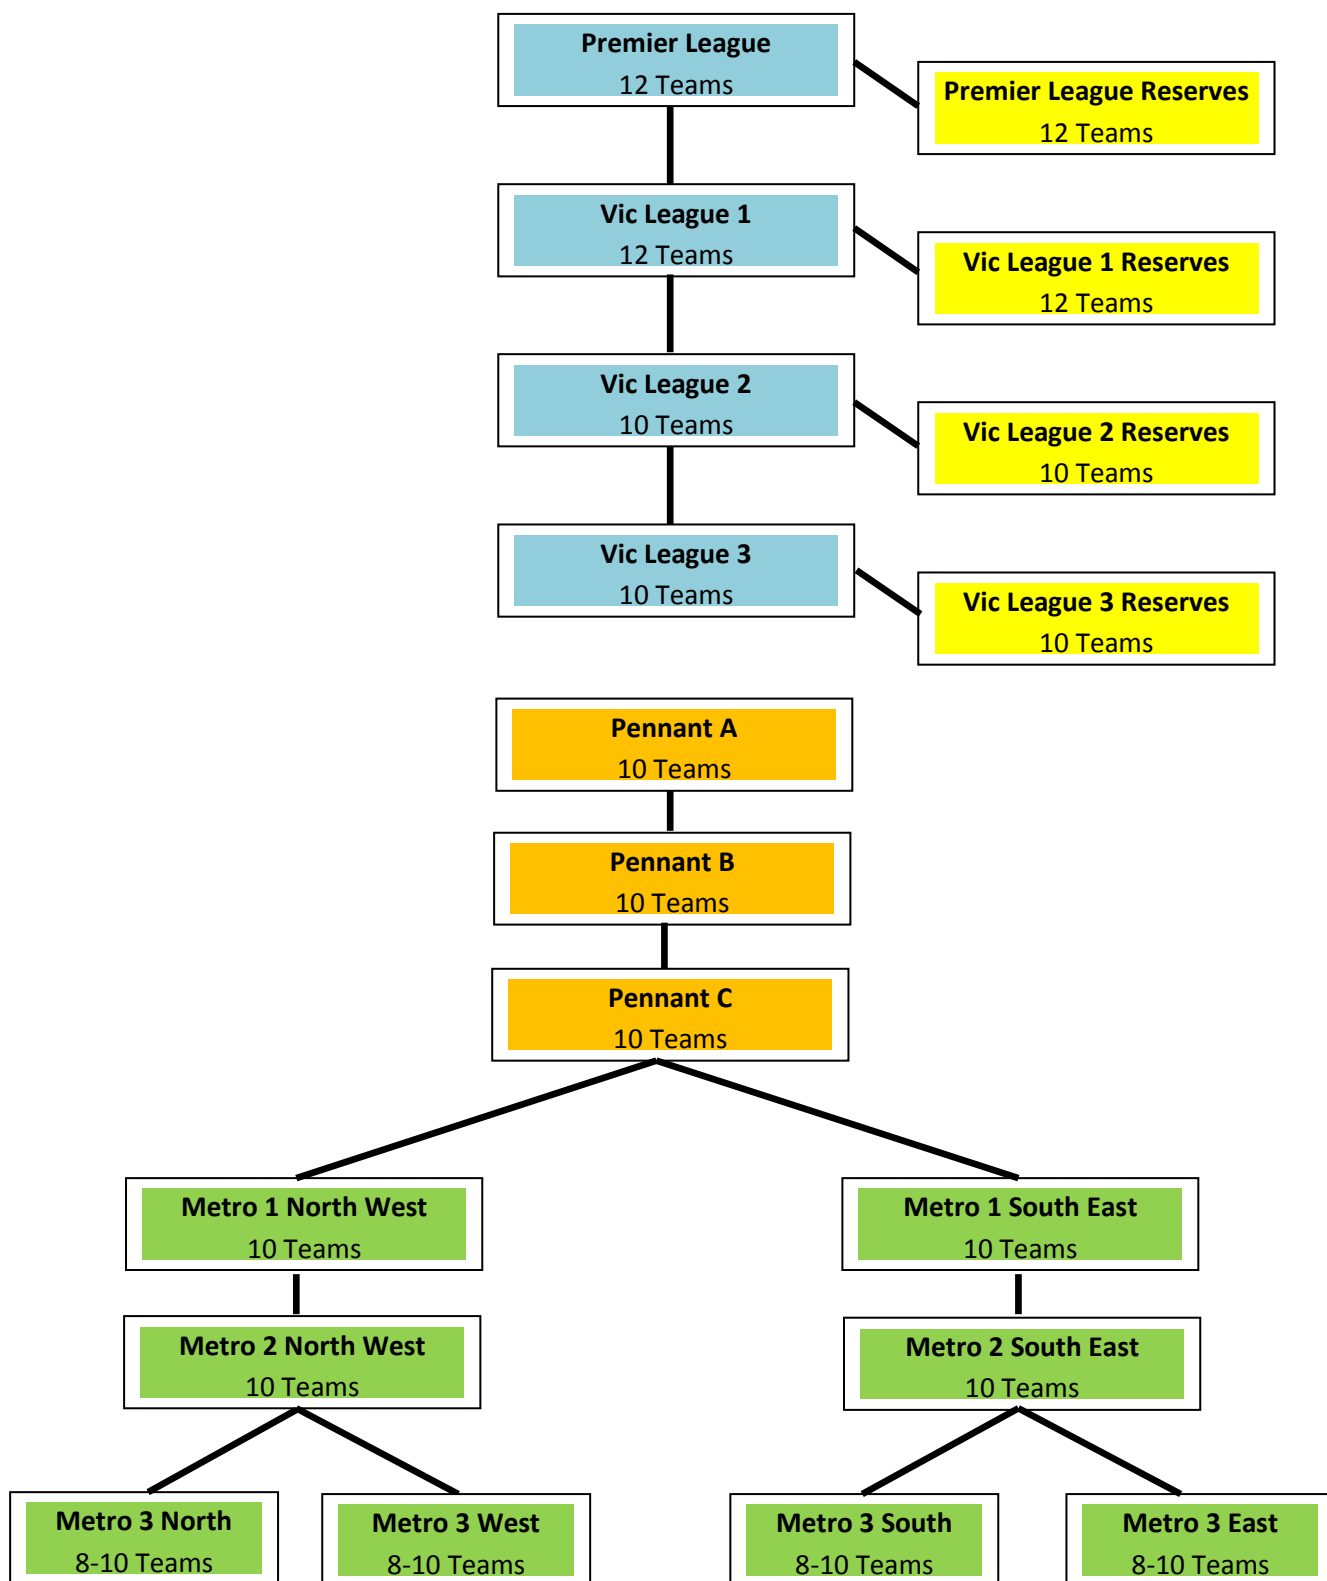 Premier League
12 Teams
Premier League Reserves
12 Teams
Vic League 1
12 Teams
Vic League 1 Reserves
12 Teams
Vic League 2
10 Teams
Vic League 2 Reserves
10 Teams
Vic League 3
10 Teams
Vic League 3 Reserves
10 Teams
Pennant A
10 Teams
Pennant B
10 Teams
Pennant C
10 Teams
Metro 1 North West
10 Teams
Metro 1 South East
10 Teams
Metro 2 North West
10 Teams
Metro 2 South East
10 Teams
Metro 3 North
8-10 Teams
Metro 3 West
8-10 Teams
Metro 3 South
8-10 Teams
Metro 3 East
8-10 Teams